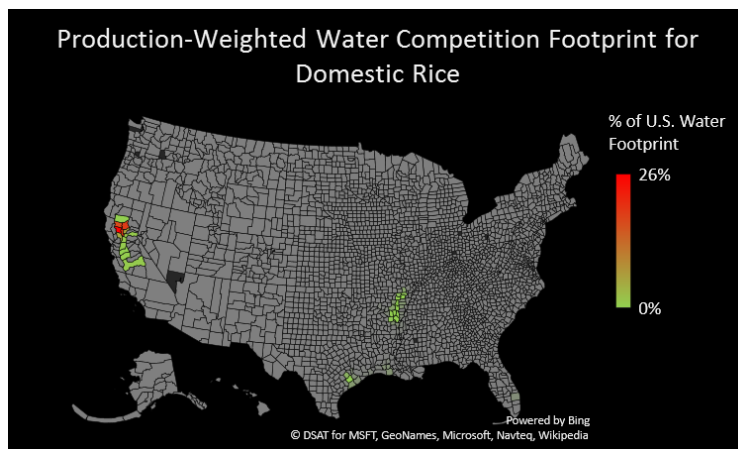 Production-Weighted Water Competition Footprint for
Domestic Rice
% of U.S. Water
Footprint
26%
0%
Powered by Bing
© DSAT for MSFT, GeoNames, Microsoft, Navteq, Wikipedia